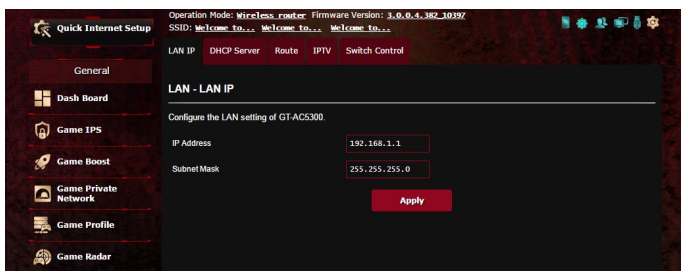 Quick Internet Setup
Operation Mode: Wireless router Firmware Version: 3.0.0.4.382_10397
SSID: Welcome to... Welcome to... Welcome to...
LAN IP DHCP Server Route IPTV Switch Control
General
Dash Board
Game IPS
Game Boost
Game Private
Network
Game Profile
Game Radar
LAN - LAN IP
Configure the LAN setting of GT-AC5300.
IP Address 192.168.1.1
Subnet Mask 255.255.255.0
Apply